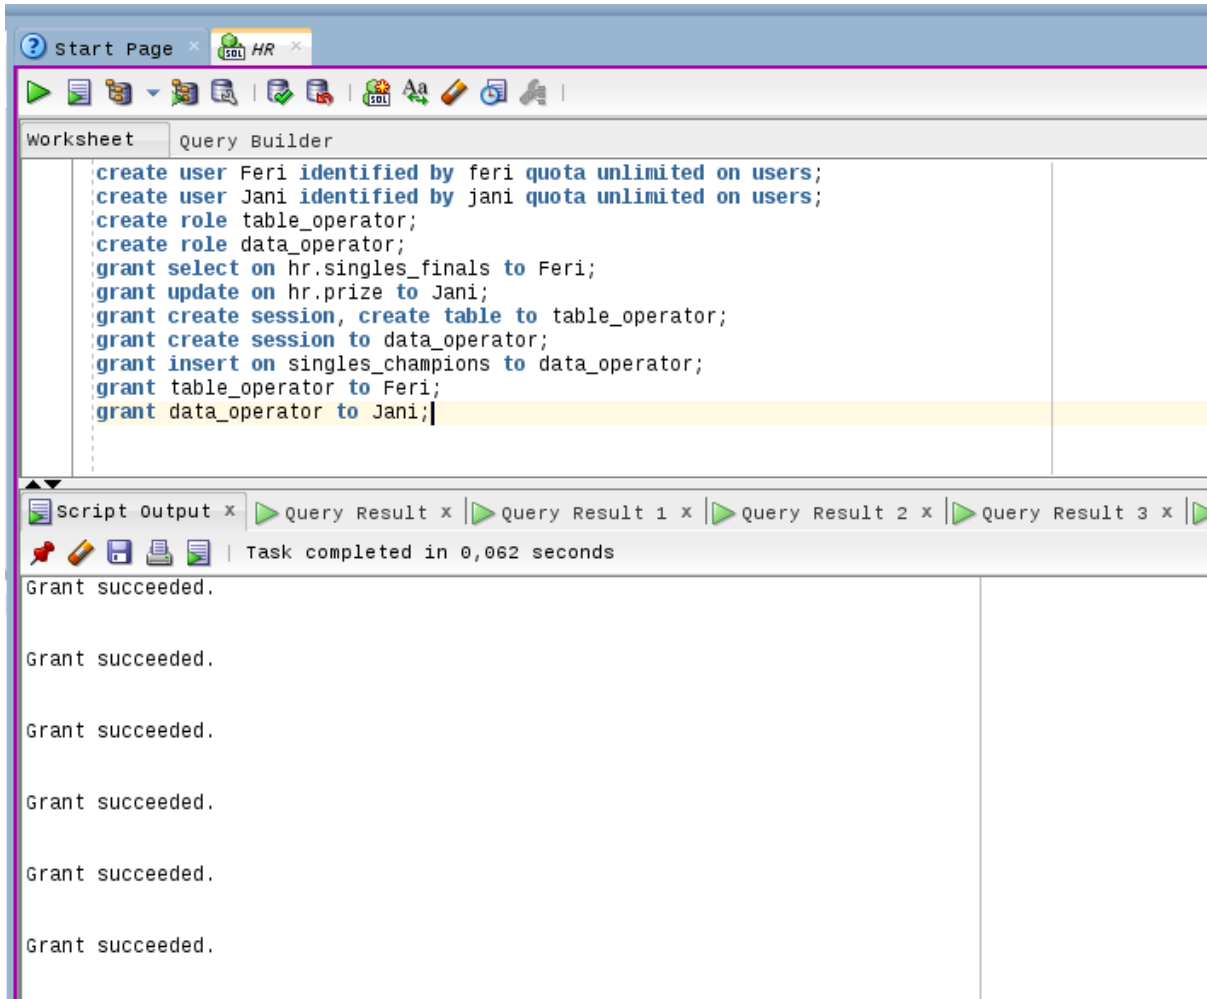 Start Page
HR
Worksheet Query Builder
create user Feri identified by feri quota unlimited on users;
create user Jani identified by jani quota unlimited on users;
create role table_operator;
create role data_operator;
grant select on hr.singles_finals to Feri;
grant update on hr.prize to Jani;
grant create session, create table to table_operator;
grant create session to data_operator;
grant insert on singles_champions to data_operator;
grant table_operator to Feri;
grant data_operator to Jani;
Script Output x Query Result x Query Result 1 x Query Result 2 x Query Result 3 x
Task completed in 0,062 seconds
Grant succeeded.
Grant succeeded.
Grant succeeded.
Grant succeeded.
Grant succeeded.
Grant succeeded.